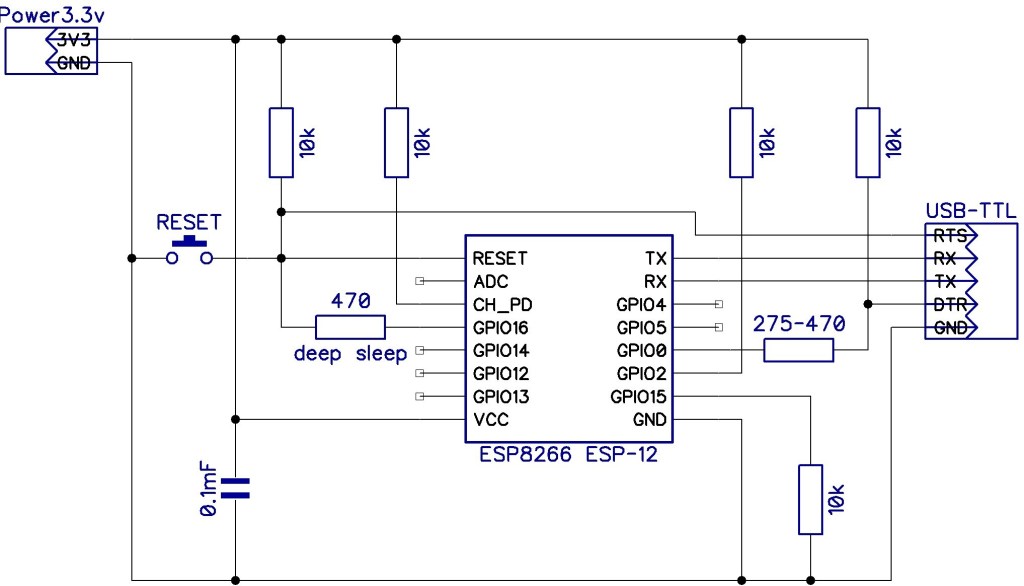 Power3.3v
3V3
GND
10k
10k
10k
10k
RESET
USB-TTL
RTS
RX
TX
DTR
GND
RESET
ADC
CH_PD
GPIO16
GPIO14
GPIO12
GPIO13
VCC
TX
RX
GPIO4
GPIO5
GPIO0
GPIO2
GPIO15
GND
470
deep sleep
275-470
ESP8266 ESP-12
0.1mF
10k